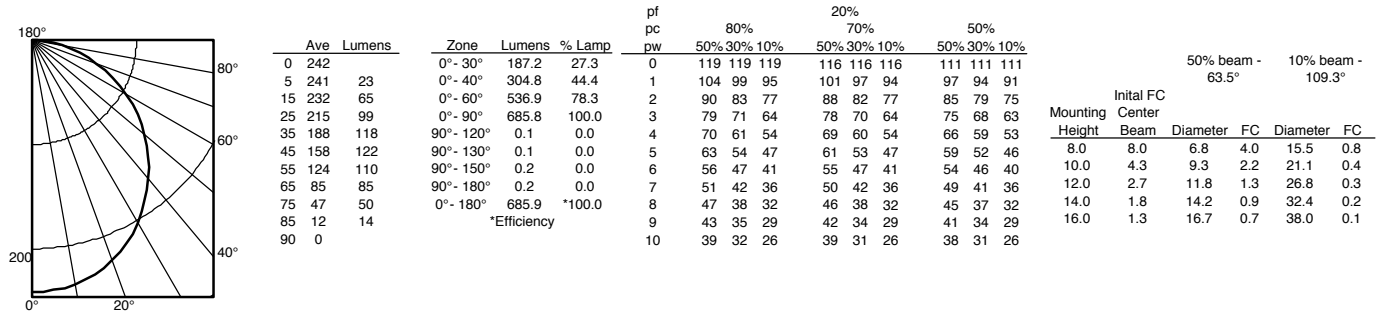 180°
80°
60°
40°
200
0° 20°
Ave Lumens
0 242
5 241 23
15 232 65
25 215 99
35 188 118
45 158 122
55 124 110
65 85 85
75 47 50
85 12 14
90 0
Zone Lumens % Lamp
0°- 30° 187.2 27.3
0°- 40° 304.8 44.4
0°- 60° 536.9 78.3
0°- 90° 685.8 100.0
90°- 120° 0.1 0.0
90°- 130° 0.1 0.0
90°- 150° 0.2 0.0
90°- 180° 0.2 0.0
0°- 180° 685.9 *100.0
*Efficiency
pf 20%
pc 80% 70% 50%
pw 50% 30% 10% 50% 30% 10% 50% 30% 10%
0 119 119 119 116 116 116 111 111 111
1 104 99 95 101 97 94 97 94 91
2 90 83 77 88 82 77 85 79 75
3 79 71 64 78 70 64 75 68 63
4 70 61 54 69 60 54 66 59 53
5 63 54 47 61 53 47 59 52 46
6 56 47 41 55 47 41 54 46 40
7 51 42 36 50 42 36 49 41 36
8 47 38 32 46 38 32 45 37 32
9 43 35 29 42 34 29 41 34 29
10 39 32 26 39 31 26 38 31 26
50% beam - 10% beam -
63.5° 109.3°
Inital FC
Mounting Center
Height Beam Diameter FC Diameter FC
8.0 8.0 6.8 4.0 15.5 0.8
10.0 4.3 9.3 2.2 21.1 0.4
12.0 2.7 11.8 1.3 26.8 0.3
14.0 1.8 14.2 0.9 32.4 0.2
16.0 1.3 16.7 0.7 38.0 0.1